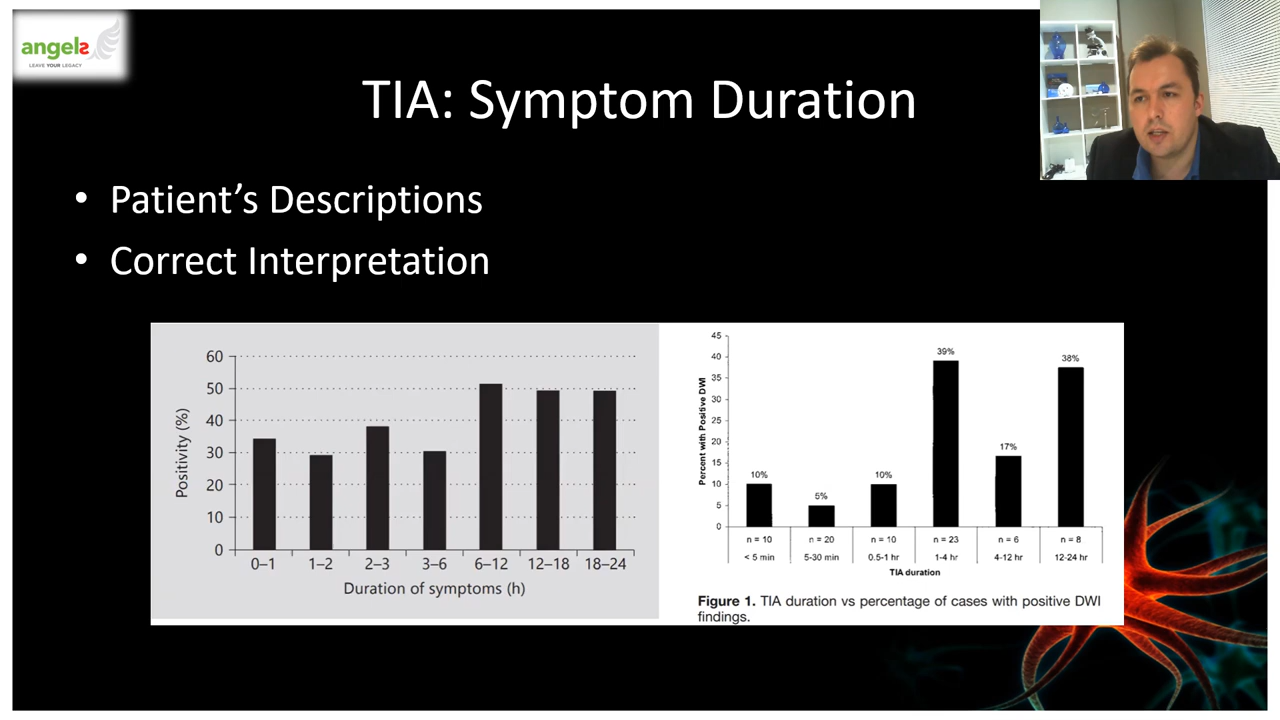 angels
LEAVE YOUR LEGACY
TIA: Symptom Duration
• Patient’s Descriptions
• Correct Interpretation
Positivity (%)
60
50
40
30
20
10
0
0–1 1–2 2–3 3–6 6–12 12–18 18–24
Duration of symptoms (h)
Percent with Positive DWI
45
40
35
30
25
20
15
10
5
0
10% 5% 10% 39% 17% 38%
n = 10 n = 20 n = 10 n = 23 n = 6 n = 8
< 5 min 5-30 min 0.5-1 hr 1-4 hr 4-12 hr 12-24 hr
TIA duration
Figure 1. TIA duration vs percentage of cases with positive DWI
findings.